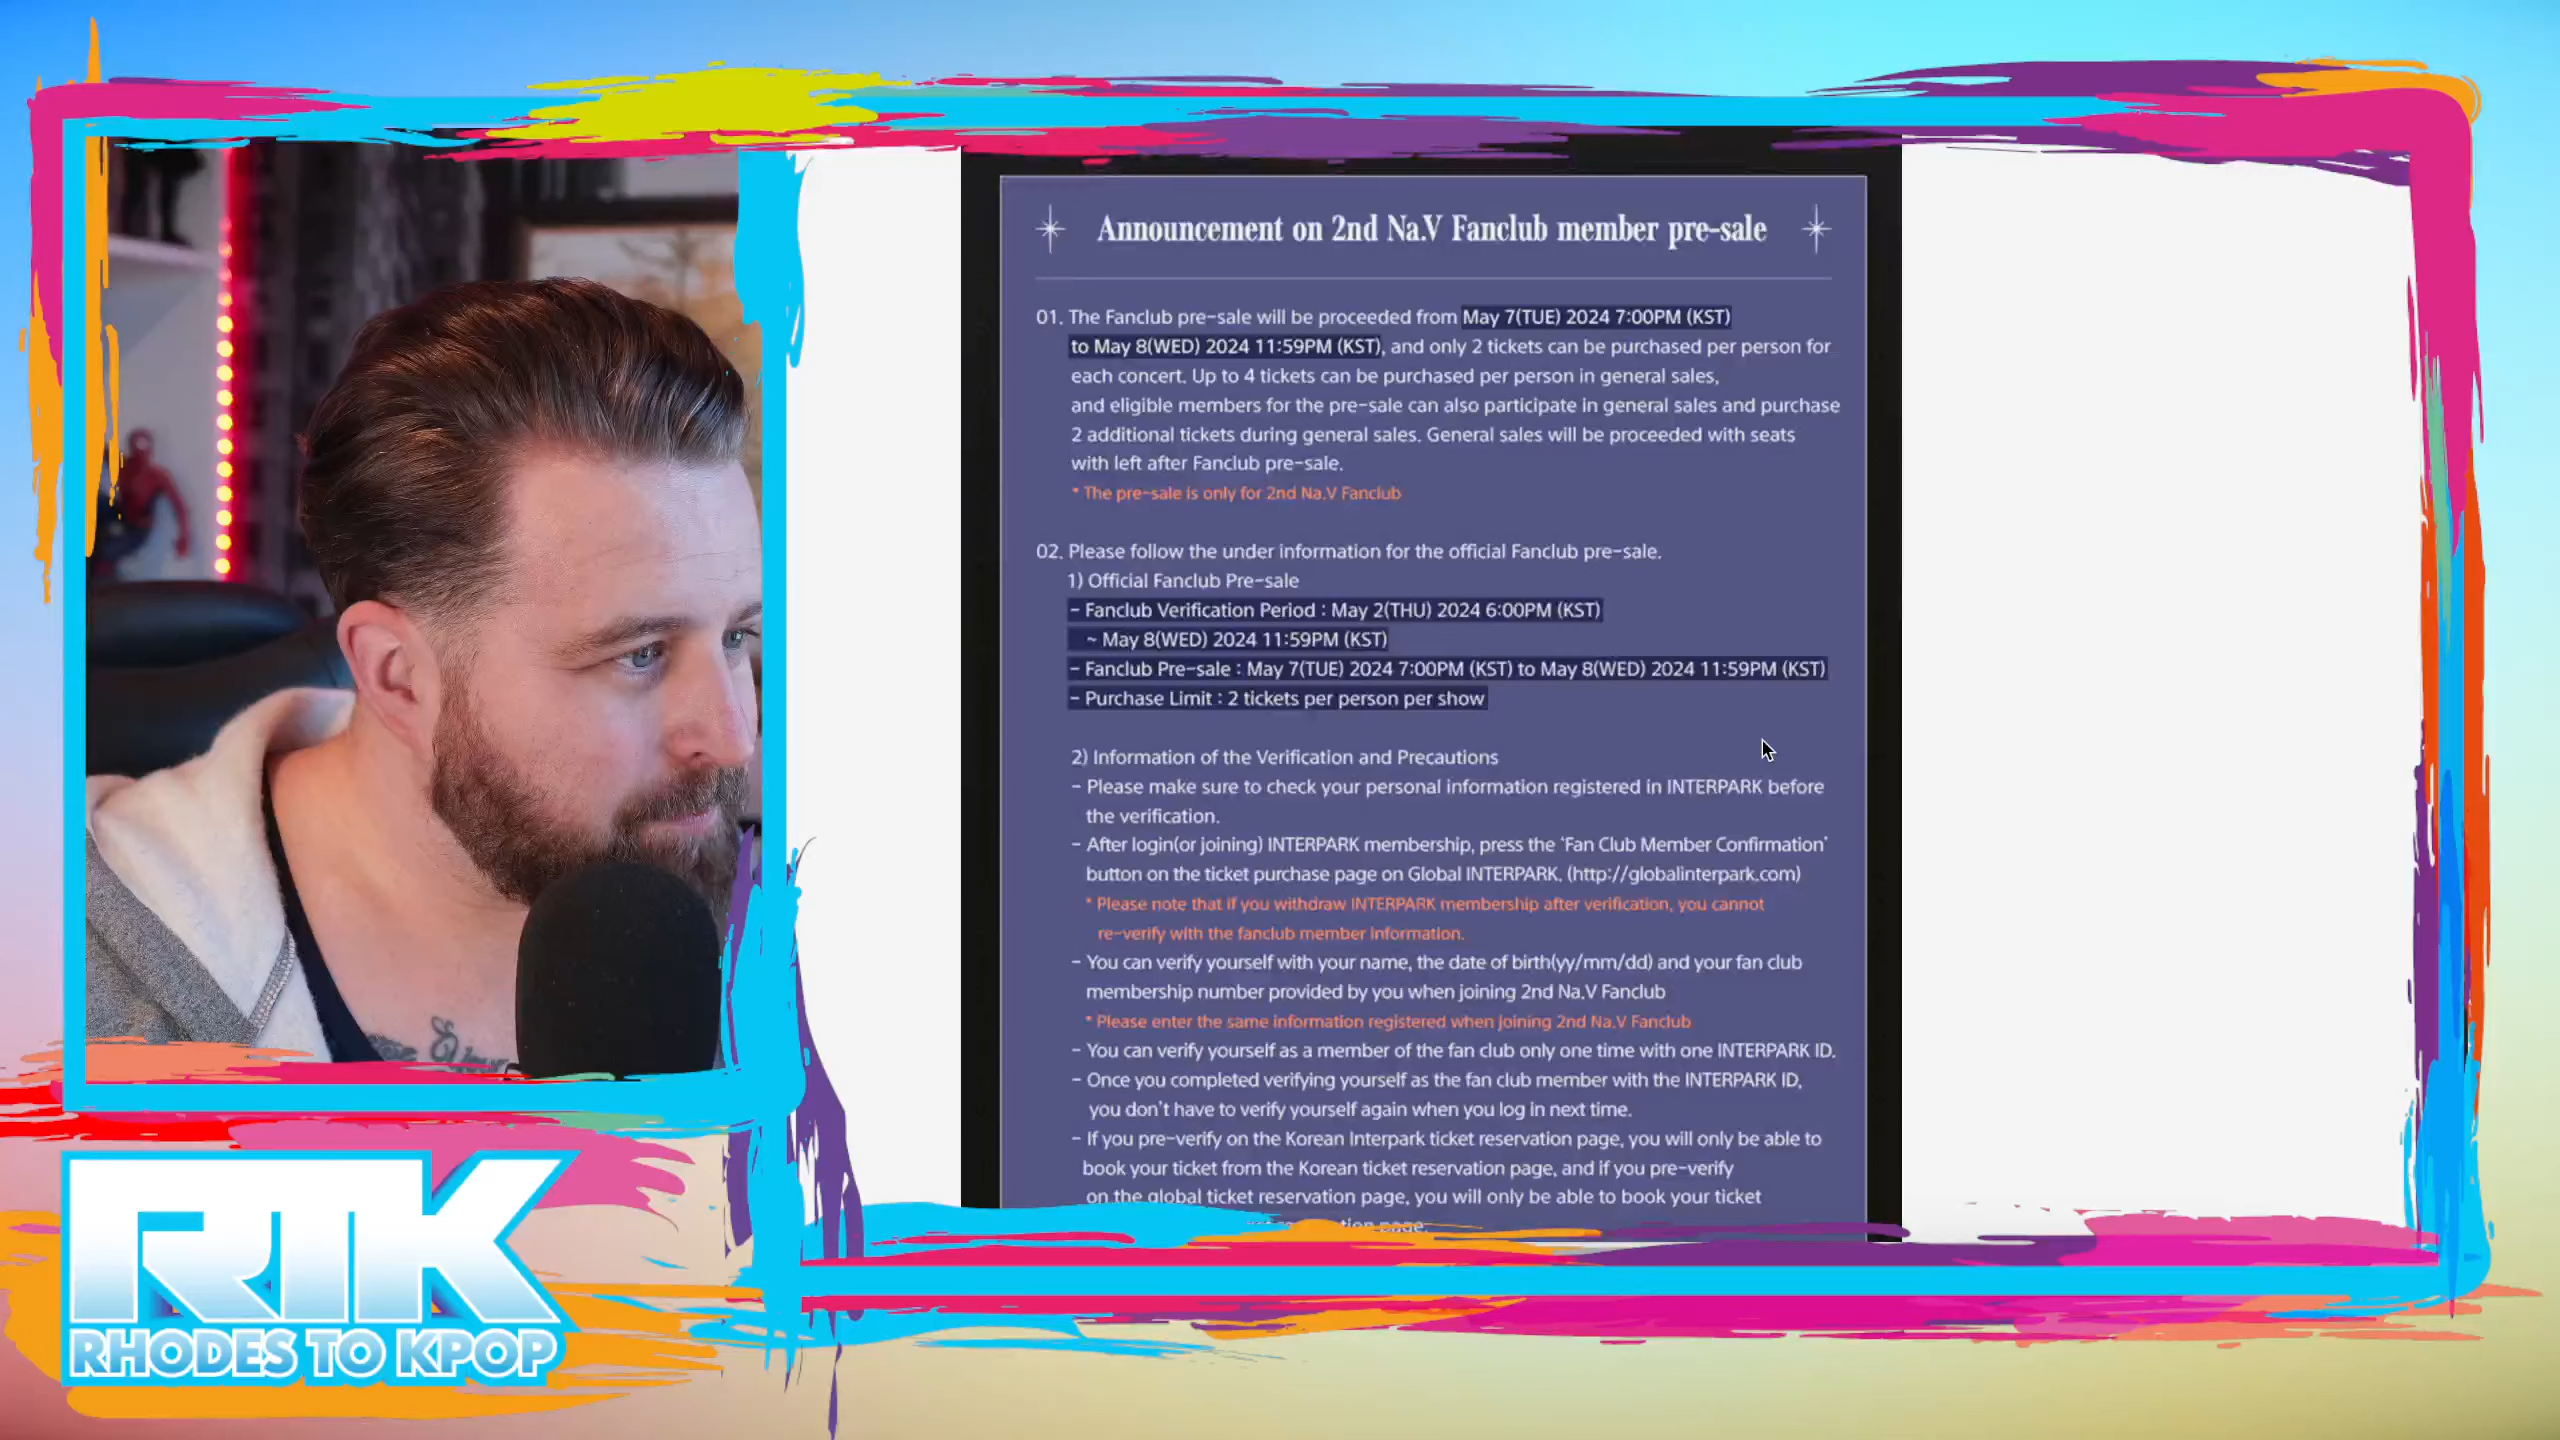 Announcement on 2nd Na.V Fanclub member pre-sale
01. The Fanclub pre-sale will be proceeded from May 7(TUE) 2024 7:00PM (KST)
to May 8(WED) 2024 11:59PM (KST), and only 2 tickets can be purchased per person for
each concert. Up to 4 tickets can be purchased per person in general sales,
and eligible members for the pre-sale can also participate in general sales and purchase
2 additional tickets during general sales. General sales will be proceeded with seats
with left after Fanclub pre-sale.
* The pre-sale is only for 2nd Na.V Fanclub
02. Please follow the under information for the official Fanclub pre-sale.
1) Official Fanclub Pre-sale
- Fanclub Verification Period : May 2(THU) 2024 6:00PM (KST)
~ May 8(WED) 2024 11:59PM (KST)
- Fanclub Pre-sale : May 7(TUE) 2024 7:00PM (KST) to May 8(WED) 2024 11:59PM (KST)
- Purchase Limit : 2 tickets per person per show
2) Information of the Verification and Precautions
- Please make sure to check your personal information registered in INTERPARK before
the verification.
- After login(or joining) INTERPARK membership, press the 'Fan Club Member Confirmation'
button on the ticket purchase page on Global INTERPARK. (http://globalinterpark.com)
* Please note that if you withdraw INTERPARK membership after verification, you cannot
re-verify with the fanclub member information.
- You can verify yourself with your name, the date of birth(yy/mm/dd) and your fan club
membership number provided by you when joining 2nd Na.V Fanclub
* Please enter the same information registered when joining 2nd Na.V Fanclub
- You can verify yourself as a member of the fan club only one time with one INTERPARK ID.
- Once you completed verifying yourself as the fan club member with the INTERPARK ID,
you don't have to verify yourself again when you log in next time.
- If you pre-verify on the Korean Interpark ticket reservation page, you will only be able to
book your ticket from the Korean ticket reservation page, and if you pre-verify
on the global ticket reservation page, you will only be able to book your ticket
page.
RTK
RHODES TO KPOP